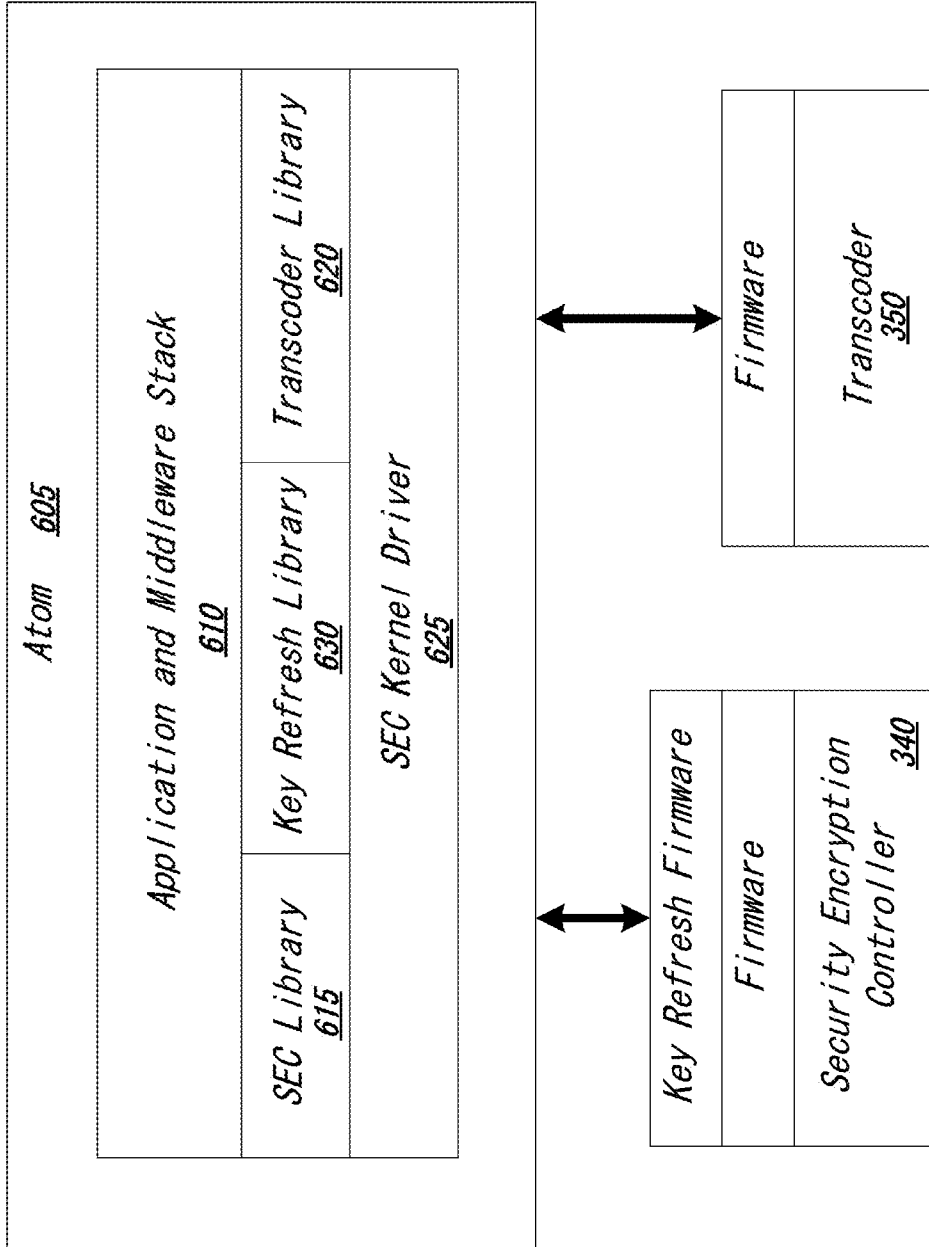 Atom 605
Application and Middleware Stack
610
SEC Library
615
Key Refresh Library
630
Transcoder Library
620
SEC Kernel Driver
625
Key Refresh Firmware
Firmware
Security Encryption
Controller
340
Firmware
Transcoder
350